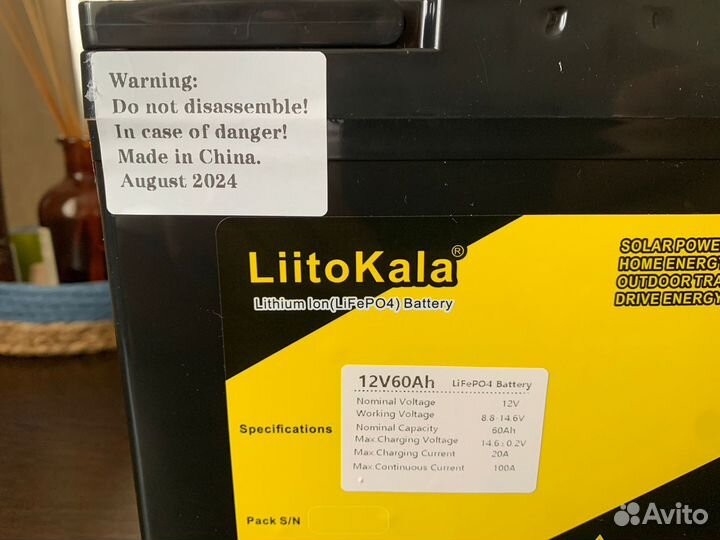 Warning:
Do not disassemble!
In case of danger!
Made in China.
August 2024
LiitoKala®
Lithium Ion(LiFePO4) Battery
SOLAR POWE
HOME ENERG
OUTDOOR TRA
DRIVE ENERGY
12V60Ah LiFePO4 Battery
Nominal Voltage 12V
Working Voltage 8.8-14.6V
Nominal Capacity 60Ah
Max.Charging Voltage 14.6±0.2V
Max.Charging Current 20A
Max.Continuous Current 100A
Specifications
Pack S/N
Avito